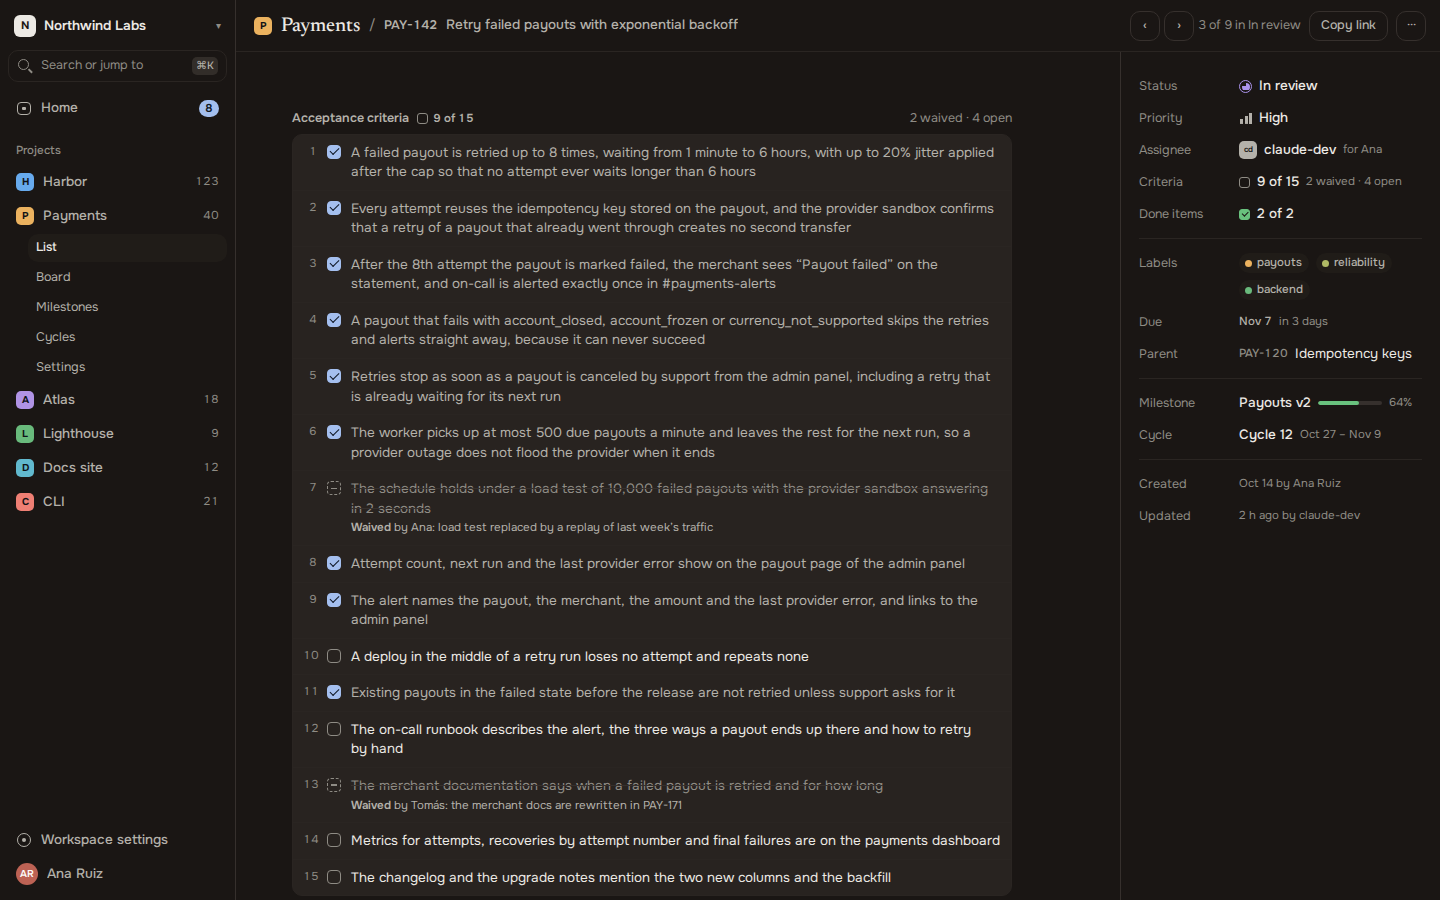 N Northwind Labs
Search or jump to ⌘K
Home 8
Projects
H Harbor 123
P Payments 40
List
Board
Milestones
Cycles
Settings
A Atlas 18
L Lighthouse 9
D Docs site 12
C CLI 21
Workspace settings
AR Ana Ruiz
P Payments / PAY-142 Retry failed payouts with exponential backoff
‹ › 3 of 9 in In review Copy link ···
Acceptance criteria 9 of 15 2 waived · 4 open
1 A failed payout is retried up to 8 times, waiting from 1 minute to 6 hours, with up to 20% jitter applied
after the cap so that no attempt ever waits longer than 6 hours
2 Every attempt reuses the idempotency key stored on the payout, and the provider sandbox confirms
that a retry of a payout that already went through creates no second transfer
3 After the 8th attempt the payout is marked failed, the merchant sees “Payout failed” on the
statement, and on-call is alerted exactly once in #payments-alerts
4 A payout that fails with account_closed, account_frozen or currency_not_supported skips the retries
and alerts straight away, because it can never succeed
5 Retries stop as soon as a payout is canceled by support from the admin panel, including a retry that
is already waiting for its next run
6 The worker picks up at most 500 due payouts a minute and leaves the rest for the next run, so a
provider outage does not flood the provider when it ends
7 The schedule holds under a load test of 10,000 failed payouts with the provider sandbox answering
in 2 seconds
Waived by Ana: load test replaced by a replay of last week's traffic
8 Attempt count, next run and the last provider error show on the payout page of the admin panel
9 The alert names the payout, the merchant, the amount and the last provider error, and links to the
admin panel
10 A deploy in the middle of a retry run loses no attempt and repeats none
11 Existing payouts in the failed state before the release are not retried unless support asks for it
12 The on-call runbook describes the alert, the three ways a payout ends up there and how to retry
by hand
13 The merchant documentation says when a failed payout is retried and for how long
Waived by Tomás: the merchant docs are rewritten in PAY-171
14 Metrics for attempts, recoveries by attempt number and final failures are on the payments dashboard
15 The changelog and the upgrade notes mention the two new columns and the backfill
Status In review
Priority High
Assignee cd claude-dev for Ana
Criteria 9 of 15 2 waived · 4 open
Done items 2 of 2
Labels payouts reliability
backend
Due Nov 7 in 3 days
Parent PAY-120 Idempotency keys
Milestone Payouts v2 64%
Cycle Cycle 12 Oct 27 – Nov 9
Created Oct 14 by Ana Ruiz
Updated 2 h ago by claude-dev